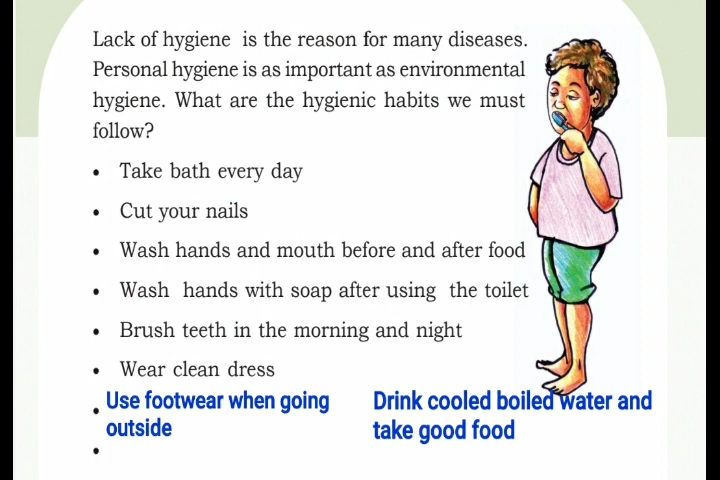 Lack of hygiene is the reason for many diseases.
Personal hygiene is as important as environmental
hygiene. What are the hygienic habits we must
follow?
• Take bath every day
• Cut your nails
• Wash hands and mouth before and after food
• Wash hands with soap after using the toilet
• Brush teeth in the morning and night
• Wear clean dress
• Use footwear when going
outside
•
Drink cooled boiled water and
take good food